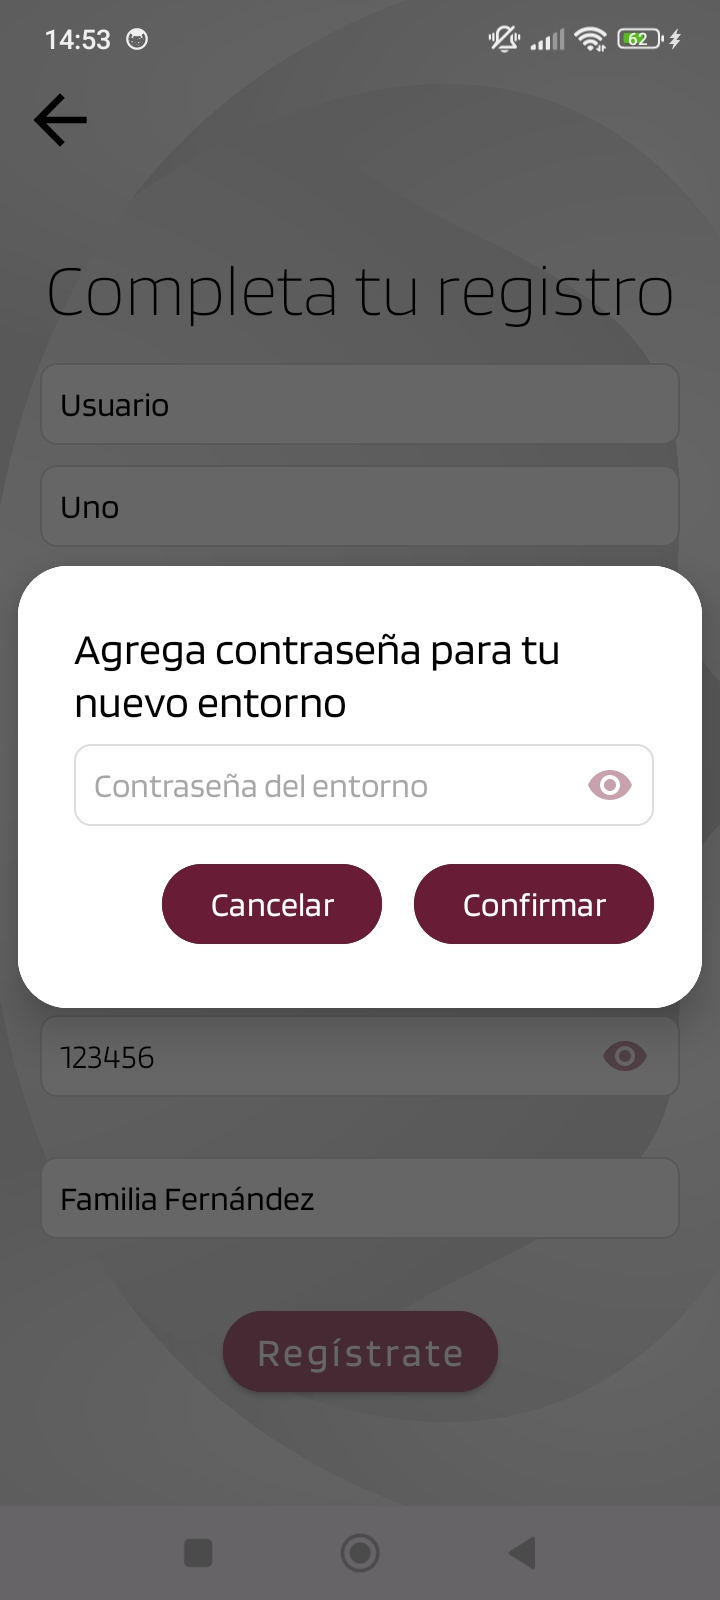 14:53
62
Completa tu registro
Usuario
Uno
Agrega contraseña para tu
nuevo entorno
Contraseña del entorno
Cancelar
Confirmar
123456
Familia Fernández
Regístrate